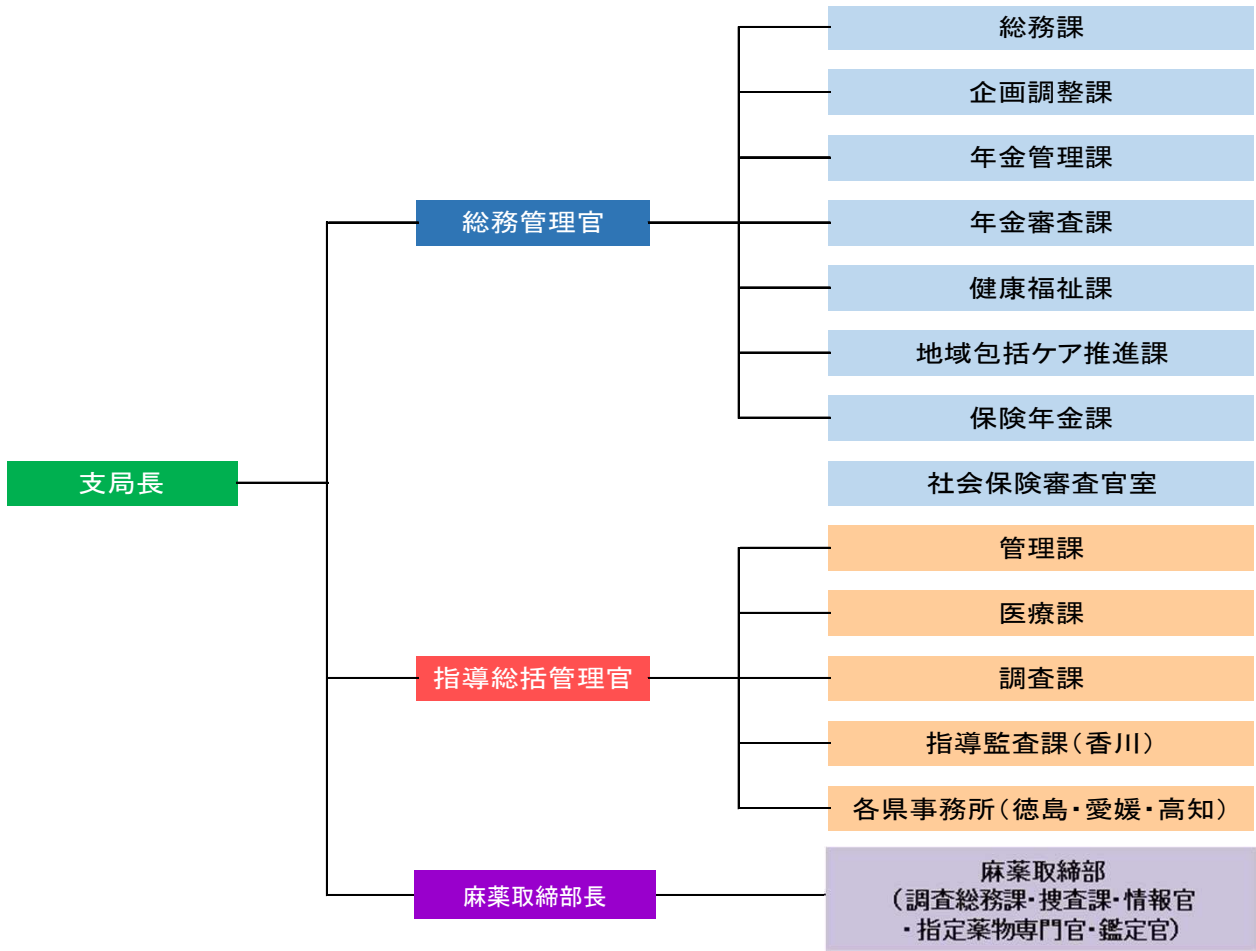 総務課
企画調整課
年金管理課
総務管理官
年金審査課
健康福祉課
地域包括ケア推進課
保険年金課
支局長
社会保険審査官室
管理課
医療課
指導総括管理官
調査課
指導監査課(香川)
各県事務所(徳島・愛媛・高知)
麻薬取締部長
麻薬取締部
(調査総務課・捜査課・情報官
・指定薬物専門官・鑑定官)